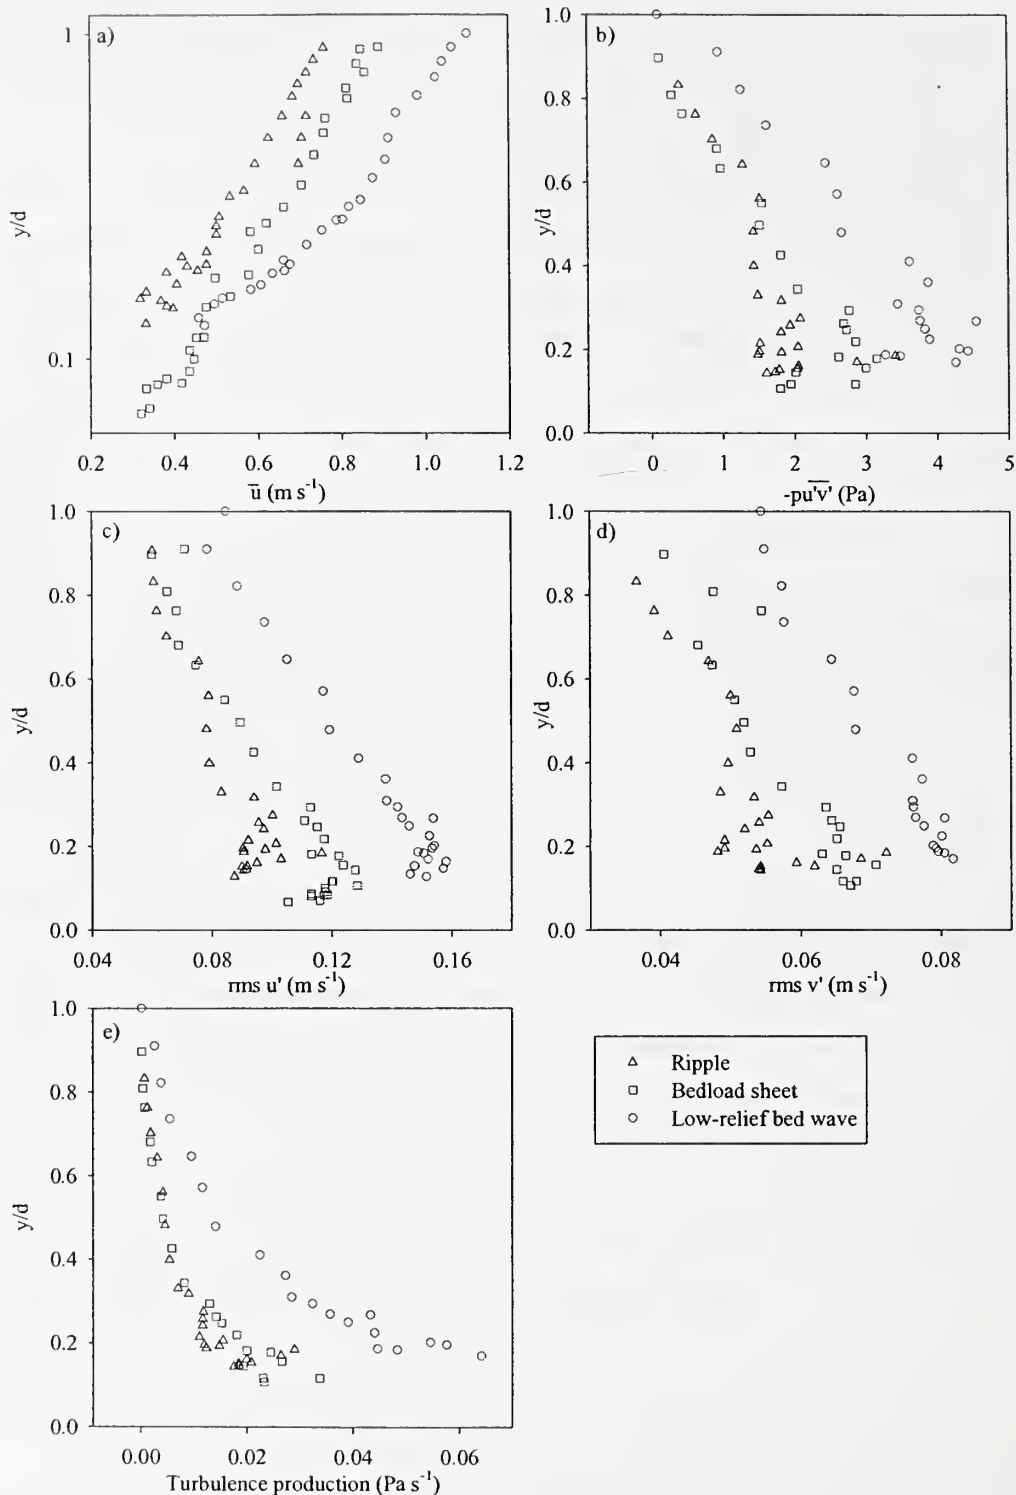 a)
1
0.1
y/d
0.2 0.4 0.6 0.8 1.0 1.2
u̅ (m s⁻¹)
b)
1.0
0.8
0.6
0.4
0.2
0.0
y/d
0 1 2 3 4 5
-pu'v' (Pa)
c)
1.0
0.8
0.6
0.4
0.2
0.0
y/d
0.04 0.08 0.12 0.16
rms u' (m s⁻¹)
d)
1.0
0.8
0.6
0.4
0.2
0.0
y/d
0.04 0.06 0.08
rms v' (m s⁻¹)
e)
1.0
0.8
0.6
0.4
0.2
0.0
y/d
0.00 0.02 0.04 0.06
Turbulence production (Pa s⁻¹)
Ripple
Bedload sheet
Low-relief bed wave